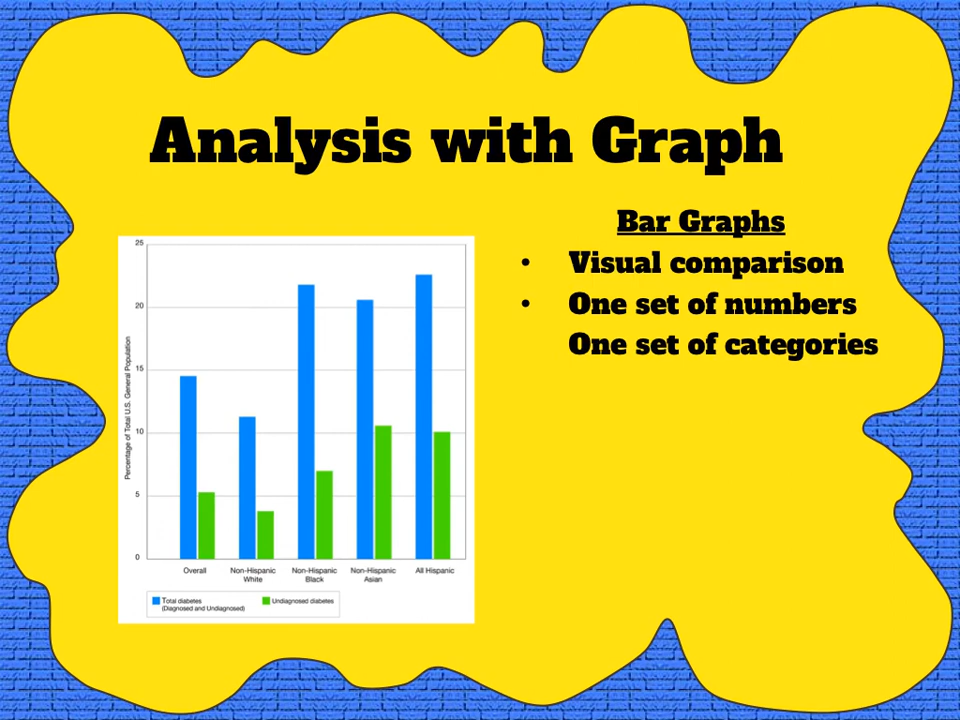 Analysis with Graph
Bar Graphs
• Visual comparison
• One set of numbers
One set of categories
25
20
15
10
5
0
Percentage of Total U.S. General Population
Overall
Non-Hispanic
White
Non-Hispanic
Black
Non-Hispanic
Asian
All Hispanic
Total diabetes
(Diagnosed and Undiagnosed)
Undiagnosed diabetes